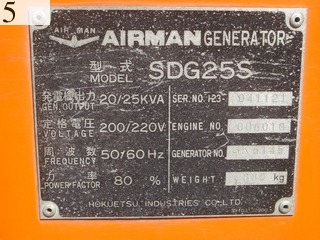 5
AIR MAN
AIRMAN GENERATOR
型式
MODEL SDG25S
発電機出力
GEN. OUTPUT 20/25KVA
SER.NO. 1-23-
定格電圧
VOLTAGE 200/220V
ENGINE NO.
周波数
FREQUENCY 50/60Hz
GENERATOR NO.
力率
POWER FACTOR 80 %
WEIGHT kg
HOKUETSU INDUSTRIES CO.,LTD.